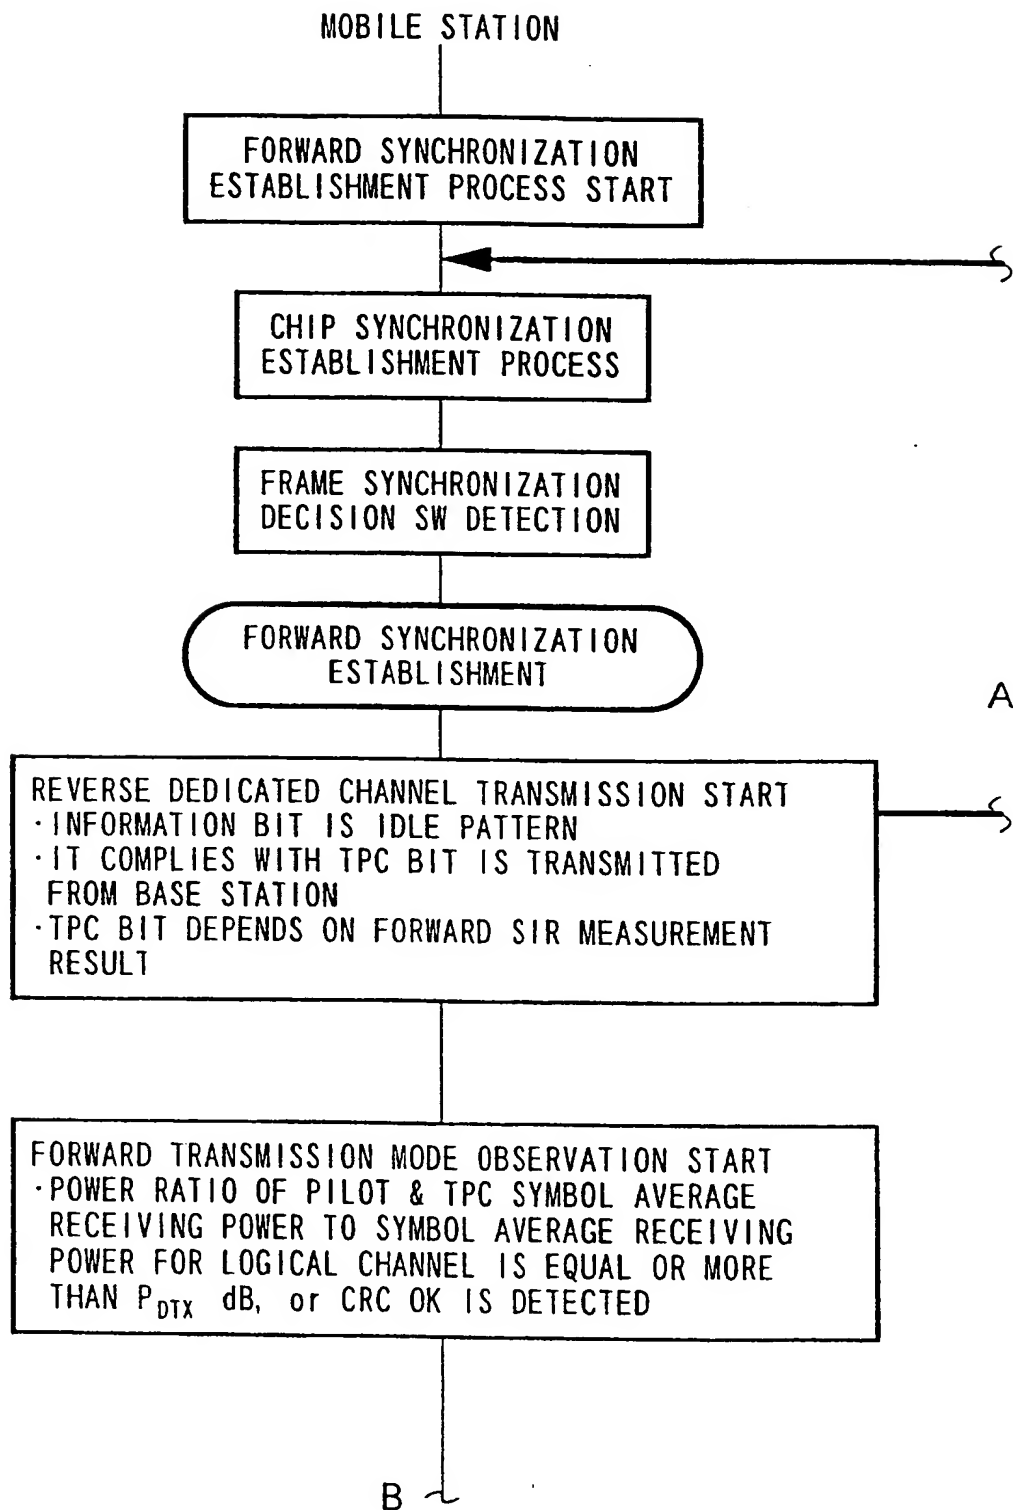 MOBILE STATION
FORWARD SYNCHRONIZATION
ESTABLISHMENT PROCESS START
CHIP SYNCHRONIZATION
ESTABLISHMENT PROCESS
FRAME SYNCHRONIZATION
DECISION SW DETECTION
FORWARD SYNCHRONIZATION
ESTABLISHMENT
A
REVERSE DEDICATED CHANNEL TRANSMISSION START
·INFORMATION BIT IS IDLE PATTERN
·IT COMPLIES WITH TPC BIT IS TRANSMITTED
FROM BASE STATION
·TPC BIT DEPENDS ON FORWARD SIR MEASUREMENT
RESULT
FORWARD TRANSMISSION MODE OBSERVATION START
·POWER RATIO OF PILOT & TPC SYMBOL AVERAGE
RECEIVING POWER TO SYMBOL AVERAGE RECEIVING
POWER FOR LOGICAL CHANNEL IS EQUAL OR MORE
THAN PDTX dB, or CRC OK IS DETECTED
B